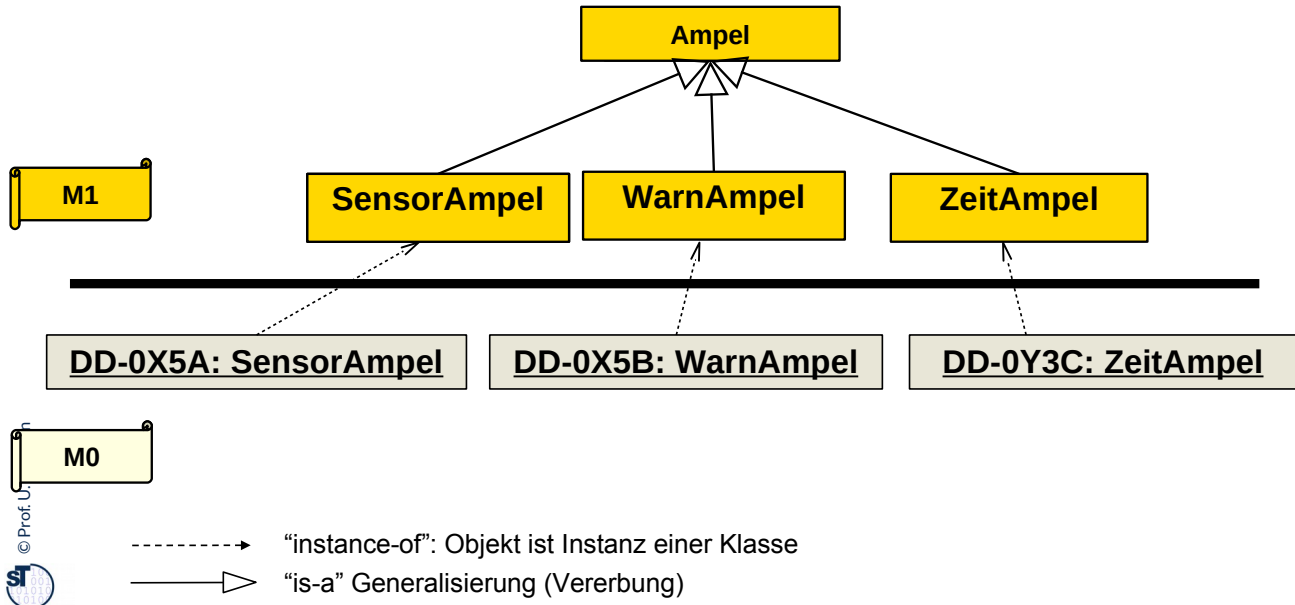 Ampel
M1
SensorAmpel
WarnAmpel
ZeitAmpel
DD-0X5A: SensorAmpel
DD-0X5B: WarnAmpel
DD-0Y3C: ZeitAmpel
M0
© Prof. U.
“instance-of”: Objekt ist Instanz einer Klasse
“is-a” Generalisierung (Vererbung)
ST